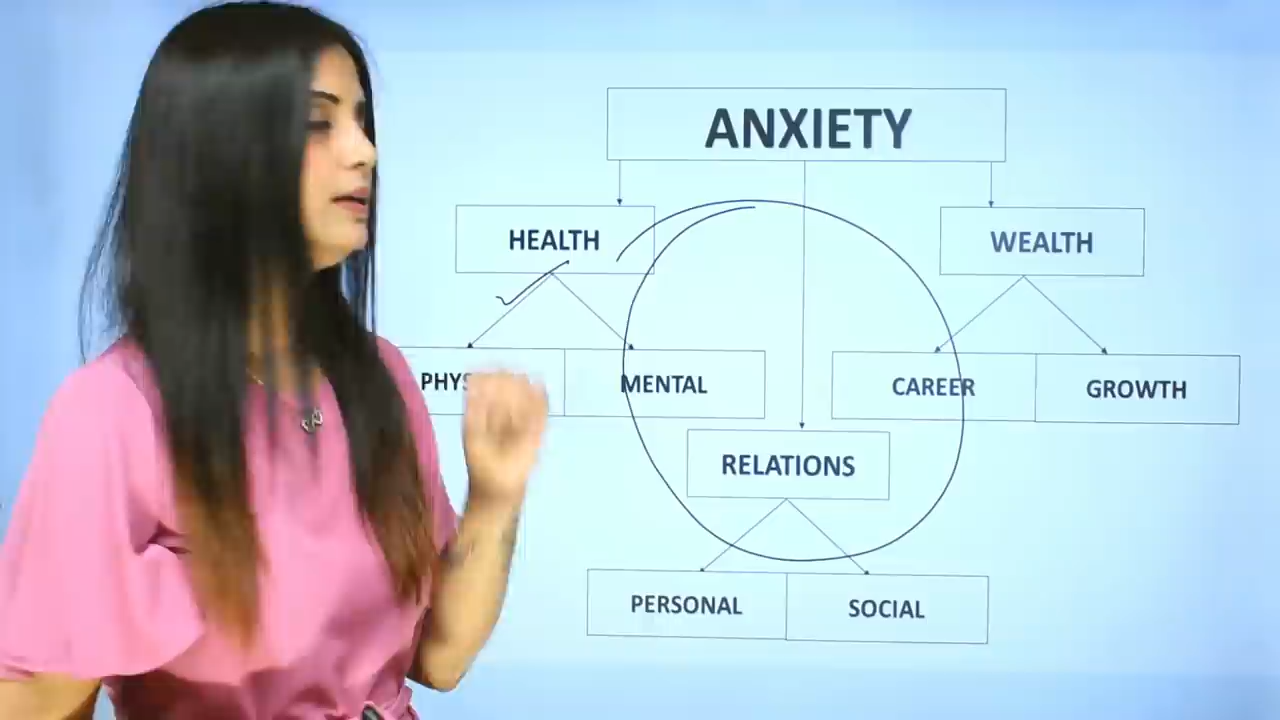 ANXIETY
HEALTH
WEALTH
MENTAL
CAREER
GROWTH
RELATIONS
PERSONAL
SOCIAL